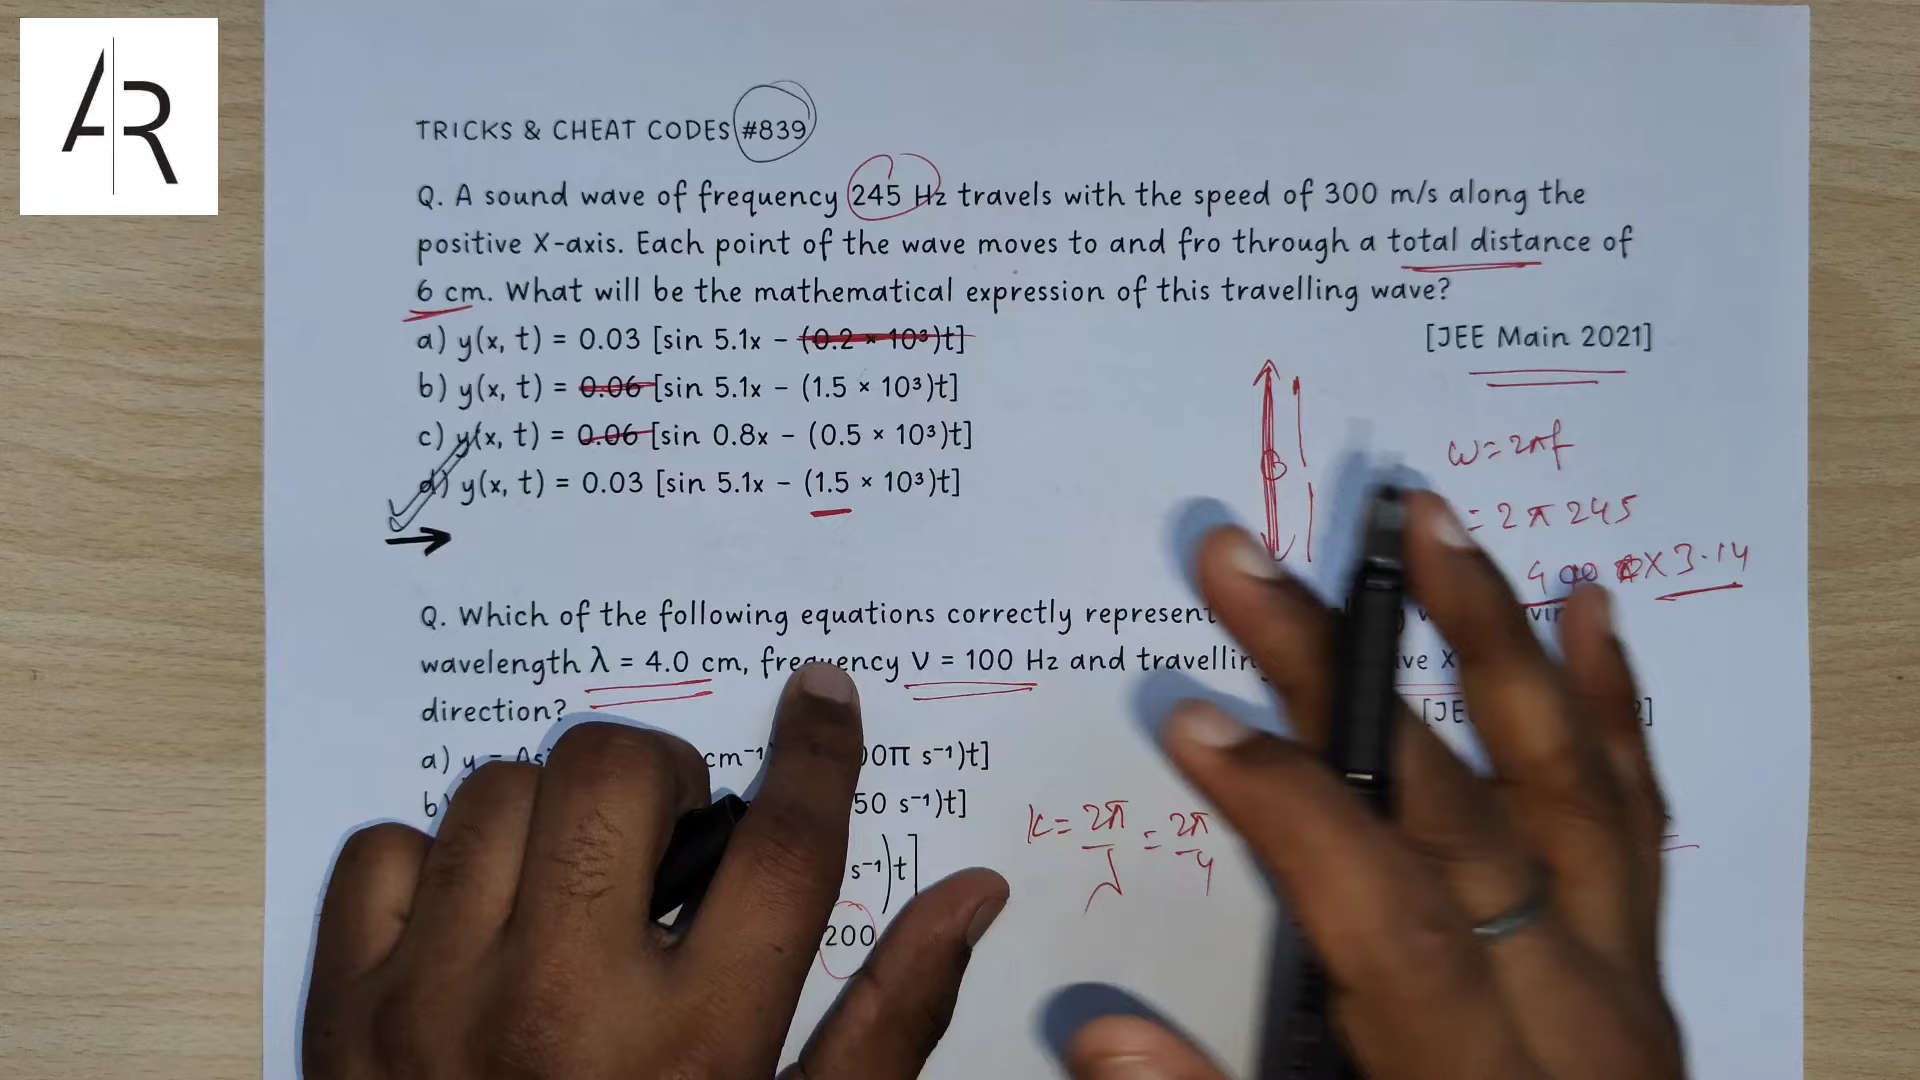 AR
TRICKS & CHEAT CODES #839
Q. A sound wave of frequency 245 Hz travels with the speed of 300 m/s along the
positive X-axis. Each point of the wave moves to and fro through a total distance of
6 cm. What will be the mathematical expression of this travelling wave?
a) y(x, t) = 0.03 [sin 5.1x - (0.2 × 10³)t]
[JEE Main 2021]
b) y(x, t) = 0.06 [sin 5.1x - (1.5 × 10³)t]
c) y(x, t) = 0.06 [sin 0.8x - (0.5 × 10³)t]
d) y(x, t) = 0.03 [sin 5.1x - (1.5 × 10³)t]
ω = 2πf
= 2π 245
× 3.14
Q. Which of the following equations correctly represent
wavelength λ = 4.0 cm, frequency ν = 100 Hz and
direction?
a) y = cm⁻¹ 00π s⁻¹)t]
b) 50 s⁻¹)t]
s⁻¹)t]
200
k = 2π/λ = 2π/4